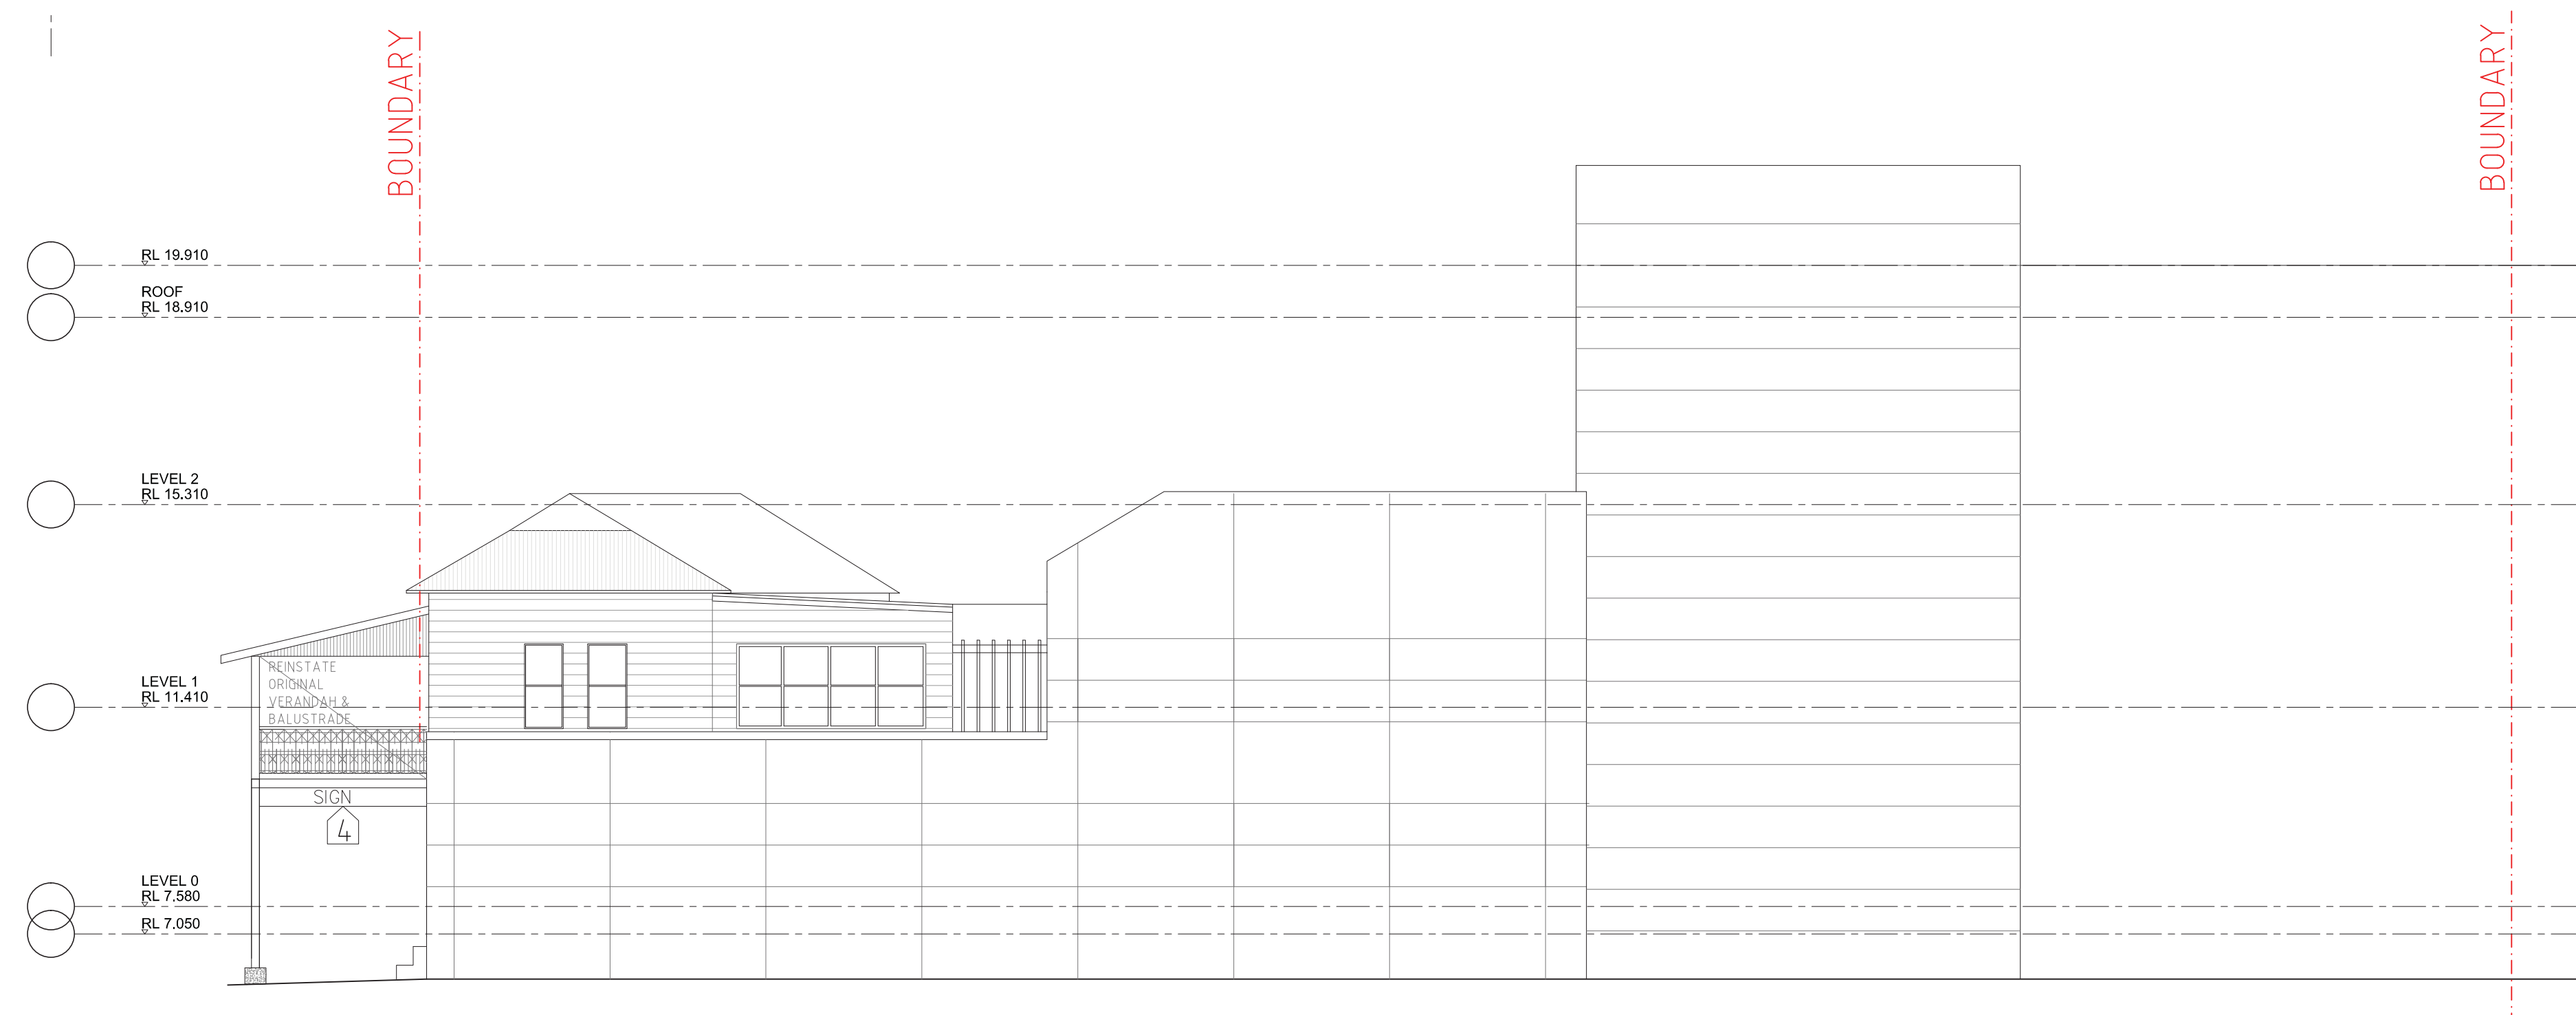 BOUNDARY
BOUNDARY
RL 19.910
ROOF
RL 18.910
LEVEL 2
RL 15.310
LEVEL 1
RL 11.410
REINSTATE
ORIGINAL
VERANDAH &
BALUSTRADE
SIGN
4
LEVEL 0
RL 7.580
RL 7.050